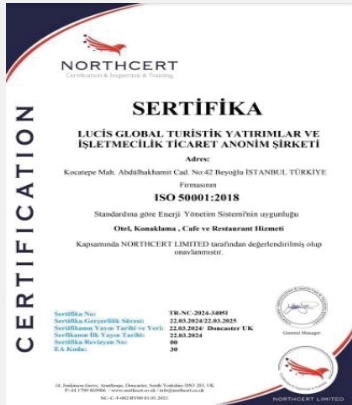 NORTHCERT
Certification & Inspection & Training
CERTIFICATION
SERTİFİKA
LUCİS GLOBAL TURİSTİK YATIRIMLAR VE
İŞLETMECİLİK TİCARET ANONİM ŞİRKETİ
Adres:
Kocatepe Mah. Abdülhakhamit Cad. No:42 Beyoğlu İSTANBUL TÜRKİYE
Firmasının
ISO 50001:2018
Standardına göre Enerji Yönetim Sistemi'nin uygunluğu
Otel, Konaklama , Cafe ve Restaurant Hizmeti
Kapsamında NORTHCERT LIMITED tarafından değerlendirilmiş olup
onaylanmıştır.
Sertifika No: TR-NC-2024-34051
Sertifika Geçerlilik Süresi: 22.03.2024/22.03.2025
Sertifikanın Yayın Tarihi ve Yeri: 22.03.2024/ Doncaster UK
Sertifikanın İlk Yayın Tarihi: 22.03.2024
Sertifika Revizyon No: 00
EA Kodu: 30
General Manager
NORTHCERT LIMITED